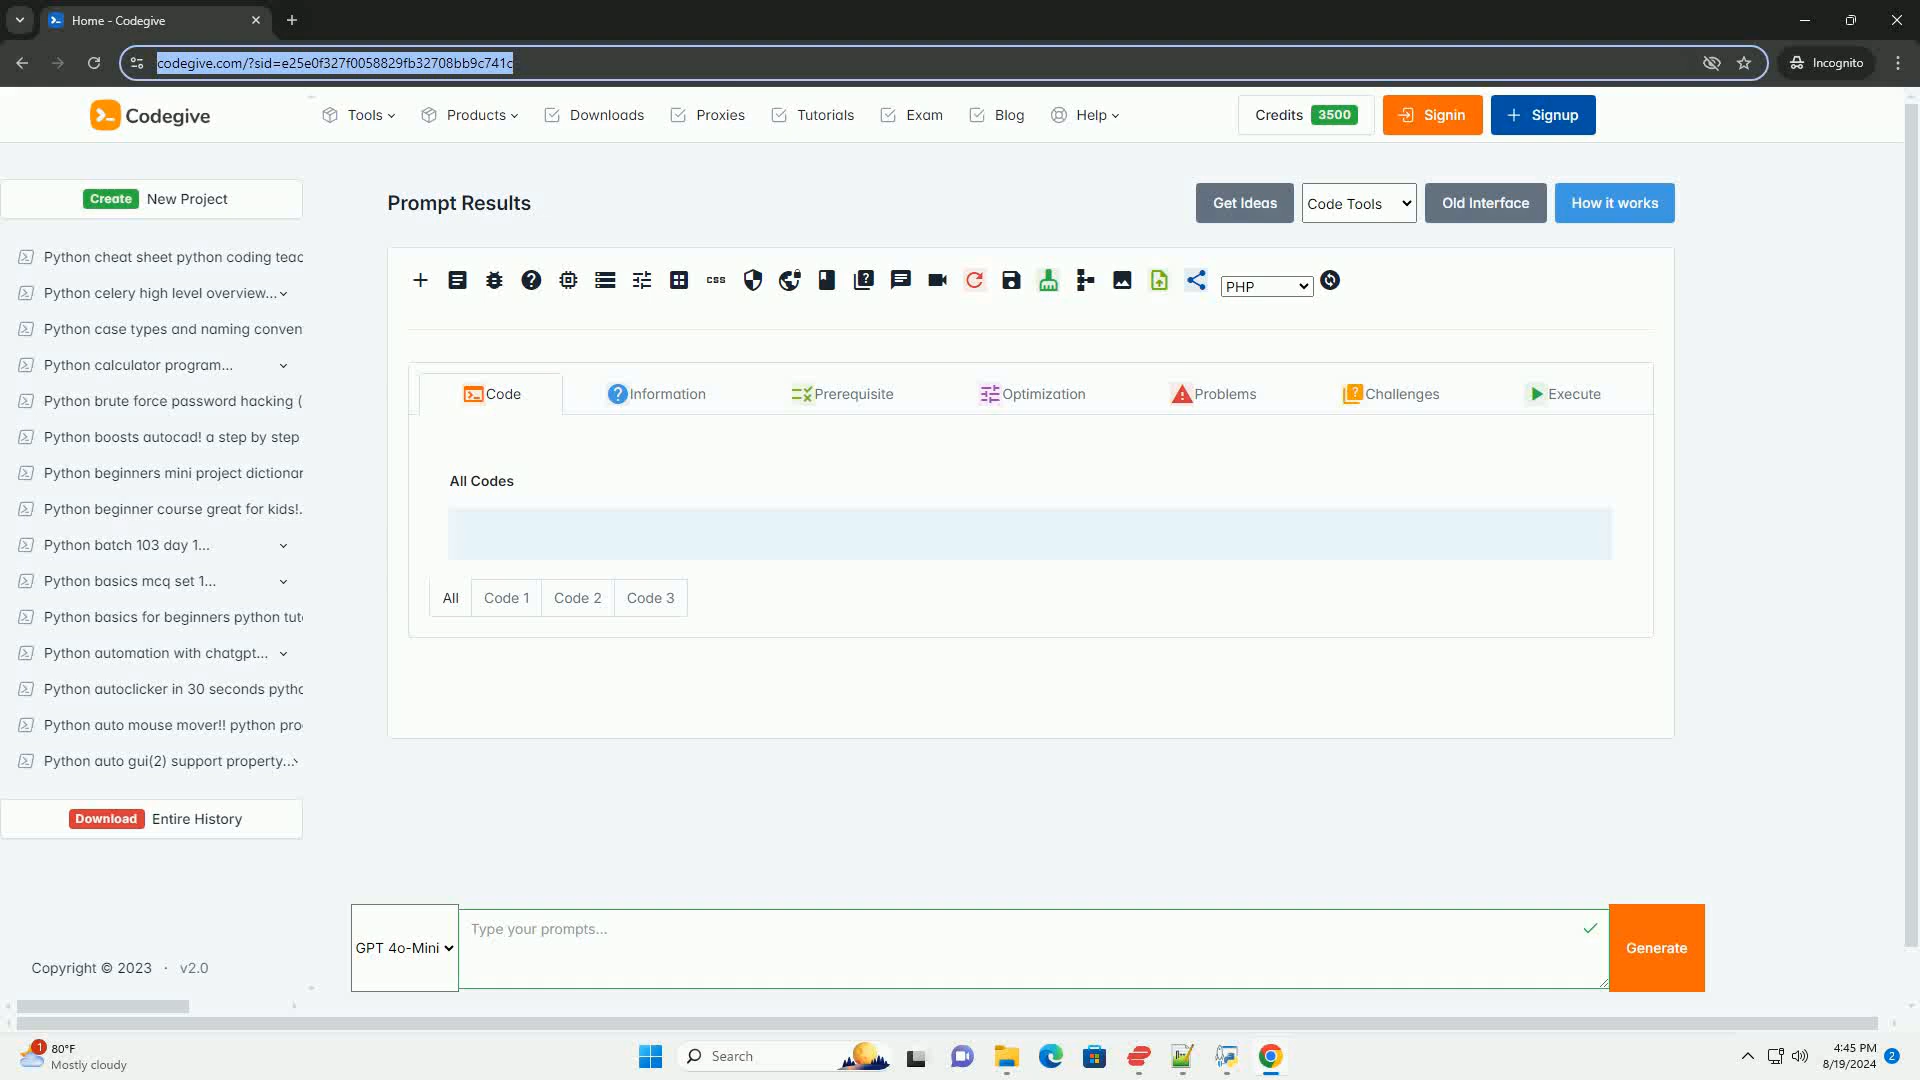 Home - Codegive
codegive.com/?sid=e25e0f327f0058829fb32708bb9c741c
Incognito
Codegive
Tools
Products
Downloads
Proxies
Tutorials
Exam
Blog
Help
Credits 3500
Signin
Signup
Create New Project
Python cheat sheet python coding teac
Python celery high level overview...
Python case types and naming conven
Python calculator program...
Python brute force password hacking (
Python boosts autocad! a step by step
Python beginners mini project dictionar
Python beginner course great for kids!.
Python batch 103 day 1...
Python basics mcq set 1...
Python basics for beginners python tuto
Python automation with chatgpt...
Python autoclicker in 30 seconds pytho
Python auto mouse mover!! python pro
Python auto gui(2) support property...
Download Entire History
Copyright © 2023 · v2.0
Prompt Results
Get Ideas
Code Tools
Old Interface
How it works
css
PHP
Code
Information
Prerequisite
Optimization
Problems
Challenges
Execute
All Codes
All
Code 1
Code 2
Code 3
GPT 4o-Mini
Type your prompts...
Generate
1
80°F
Mostly cloudy
Search
4:45 PM
8/19/2024
2